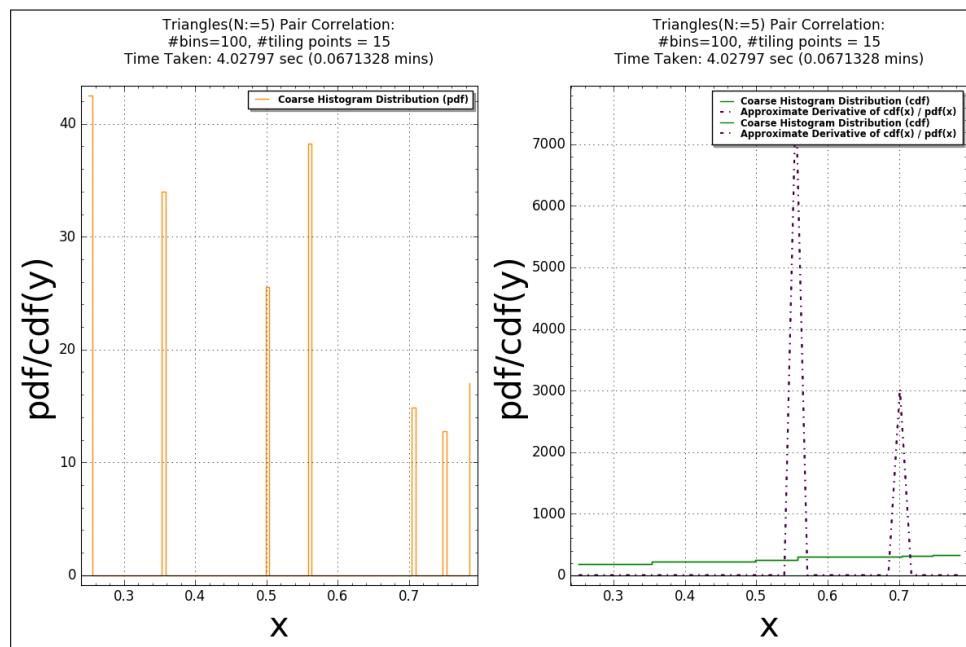 Triangles(N:=5) Pair Correlation:
#bins=100, #tiling points = 15
Time Taken: 4.02797 sec (0.0671328 mins)
Coarse Histogram Distribution (pdf)
40
30
20
10
0
0.3
0.4
0.5
0.6
0.7
pdf/cdf(y)
x
Triangles(N:=5) Pair Correlation:
#bins=100, #tiling points = 15
Time Taken: 4.02797 sec (0.0671328 mins)
Coarse Histogram Distribution (cdf)
Approximate Derivative of cdf(x) / pdf(x)
Coarse Histogram Distribution (cdf)
Approximate Derivative of cdf(x) / pdf(x)
7000
6000
5000
4000
3000
2000
1000
0
0.3
0.4
0.5
0.6
0.7
pdf/cdf(y)
x